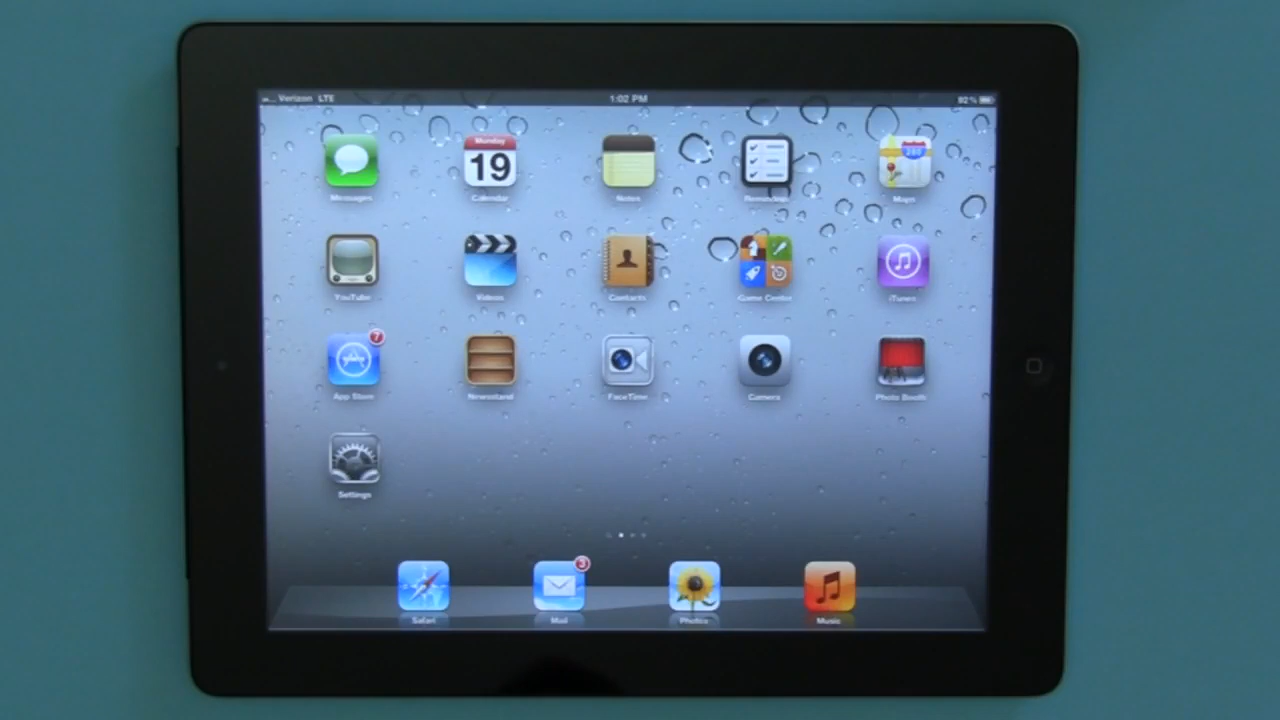 Verizon LTE 1:02 PM 92%
Monday
19
280
Messages Calendar Notes Reminders Maps
YouTube Videos Contacts Game Center iTunes
7
App Store Newsstand FaceTime Camera Photo Booth
Settings
3
Safari Mail Photos Music